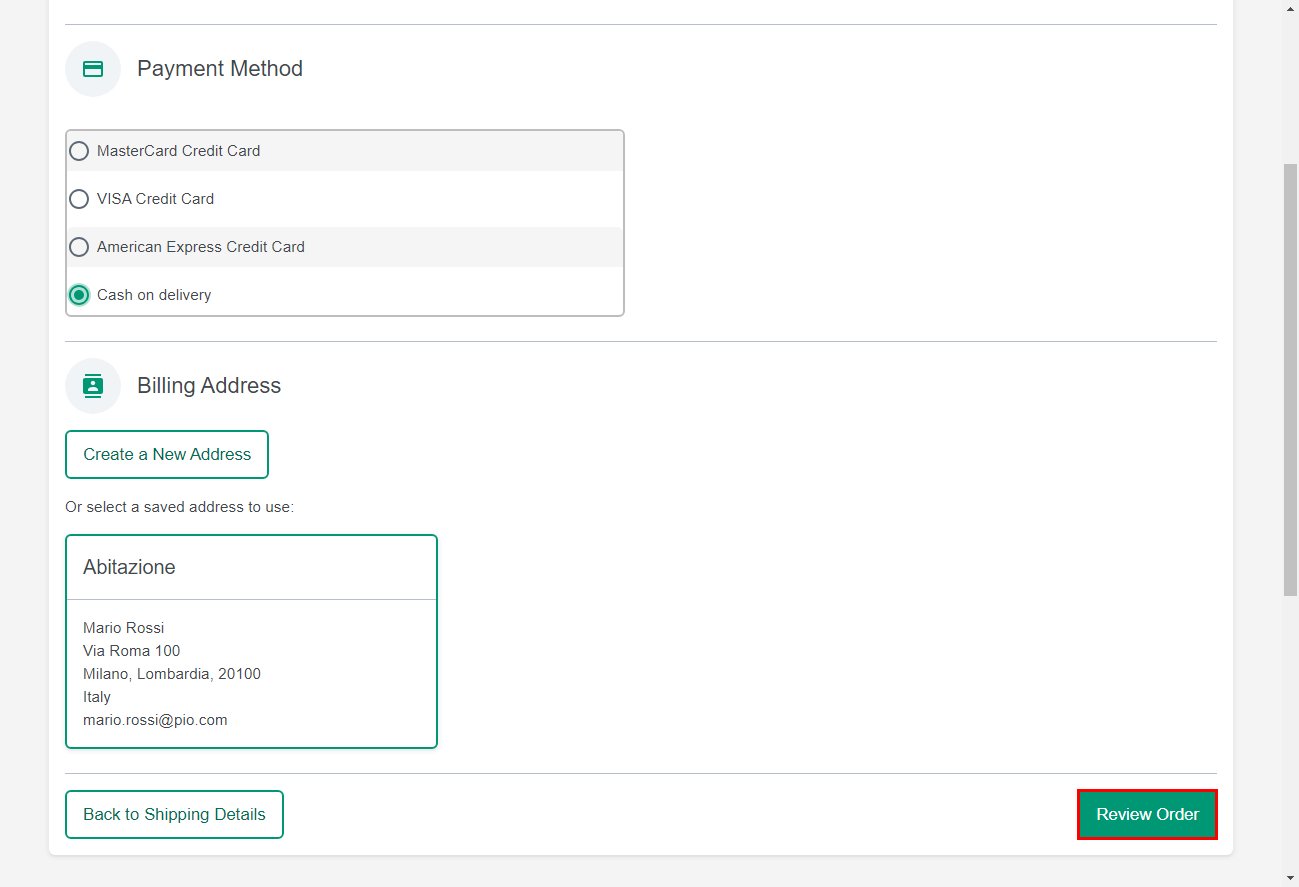 Payment Method
MasterCard Credit Card
VISA Credit Card
American Express Credit Card
Cash on delivery
Billing Address
Create a New Address
Or select a saved address to use:
Abitazione
Mario Rossi
Via Roma 100
Milano, Lombardia, 20100
Italy
mario.rossi@pio.com
Back to Shipping Details
Review Order